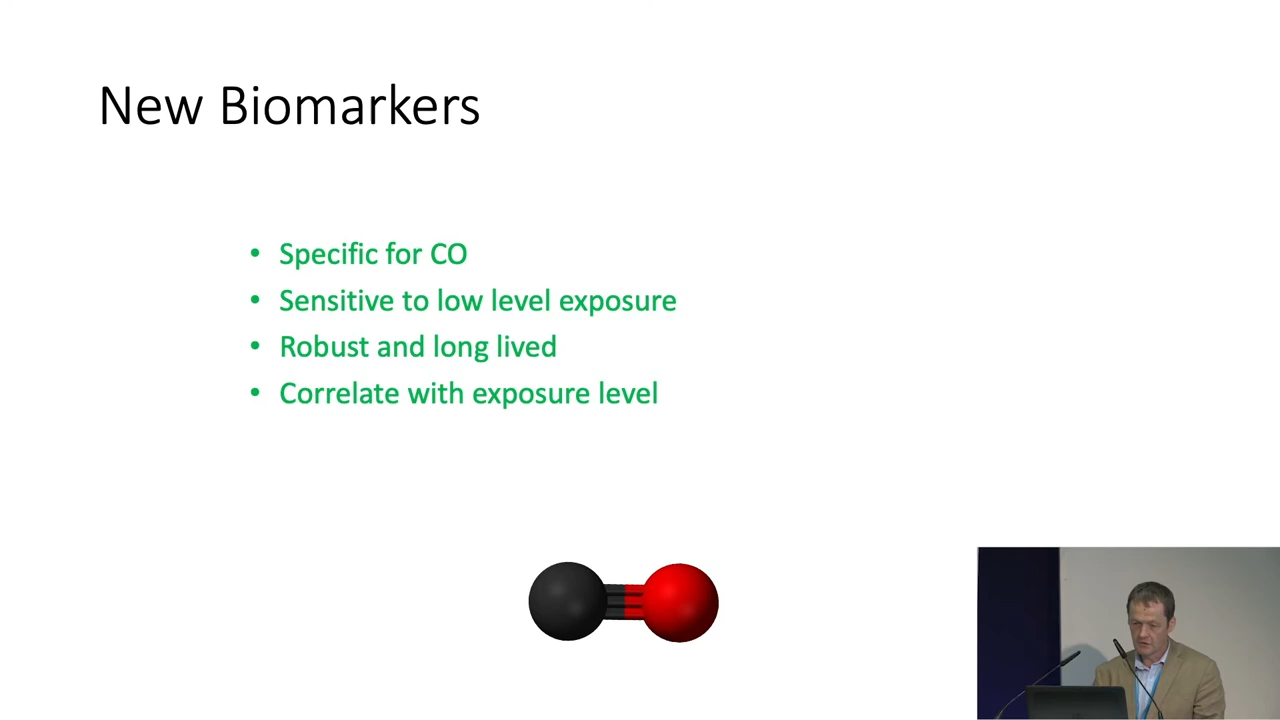 New Biomarkers
• Specific for CO
• Sensitive to low level exposure
• Robust and long lived
• Correlate with exposure level